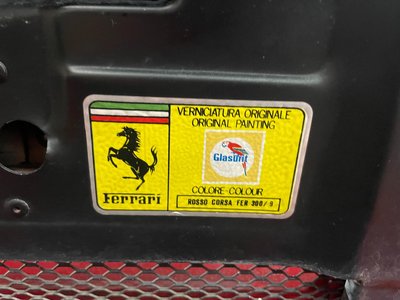 VERNICIATURA ORIGINALE
ORIGINAL PAINTING
Glasurit
COLORE-COLOUR
ROSSO CORSA FER 300/9
Ferrari